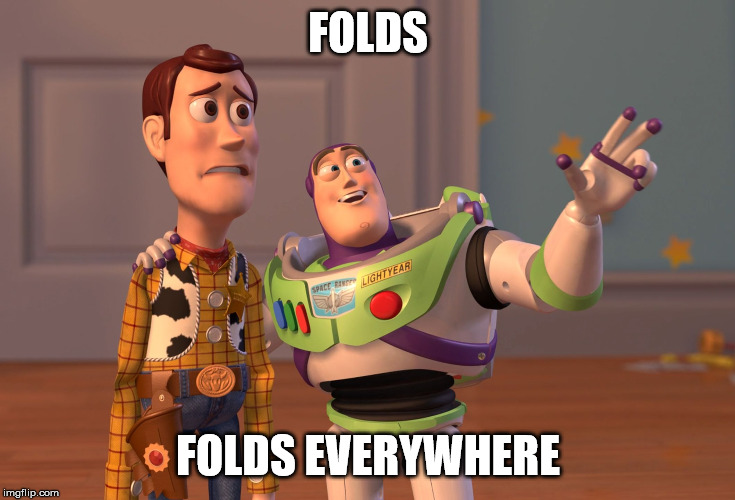 FOLDS
SPACE RANGER
LIGHTYEAR
FOLDS EVERYWHERE
imgflip.com